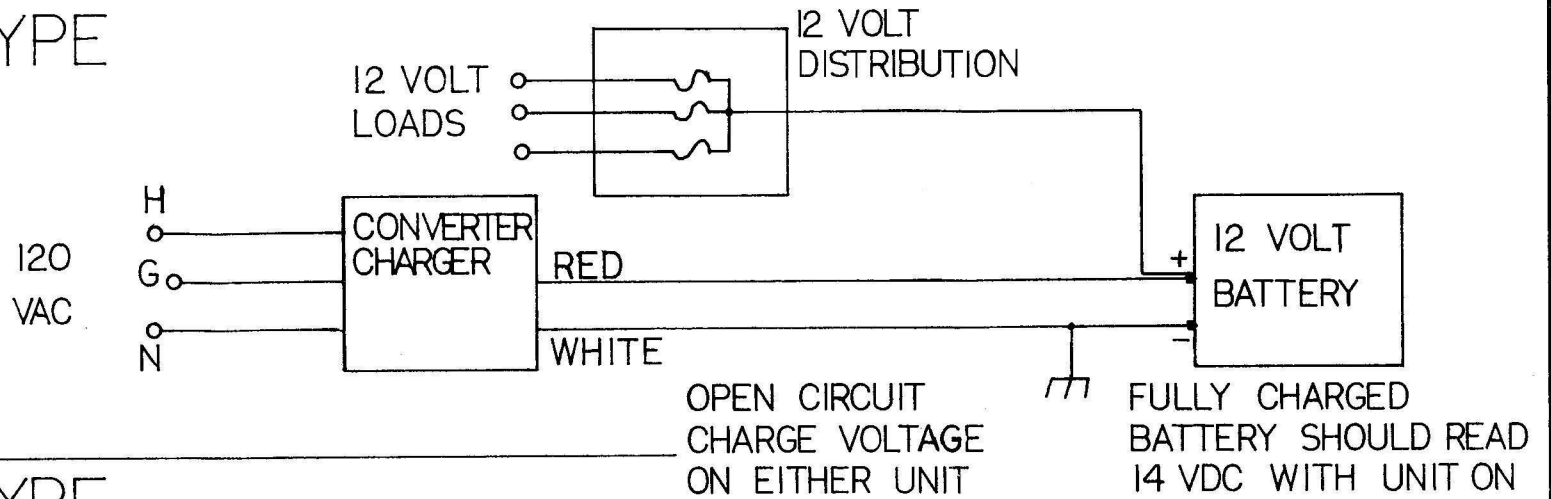 YPE
12 VOLT
DISTRIBUTION
12 VOLT
LOADS
H
120
VAC
G
N
CONVERTER
CHARGER
RED
WHITE
+
-
12 VOLT
BATTERY
OPEN CIRCUIT
CHARGE VOLTAGE
ON EITHER UNIT
FULLY CHARGED
BATTERY SHOULD READ
14 VDC WITH UNIT ON
YPE